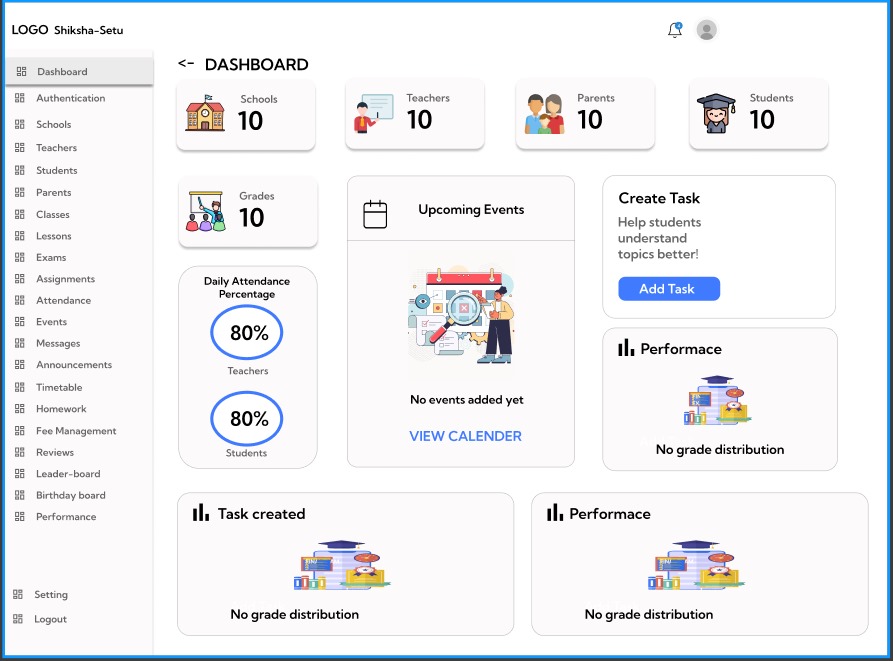 LOGO Shiksha-Setu
Dashboard
Authentication
Schools
Teachers
Students
Parents
Classes
Lessons
Exams
Assignments
Attendance
Events
Messages
Announcements
Timetable
Homework
Fee Management
Reviews
Leader-board
Birthday board
Performance
Setting
Logout
<- DASHBOARD
Schools
10
Teachers
10
Parents
10
Students
10
Grades
10
Daily Attendance
Percentage
80%
Teachers
80%
Students
Upcoming Events
No events added yet
VIEW CALENDER
Create Task
Help students
understand
topics better!
Add Task
Performace
No grade distribution
Task created
No grade distribution
Performace
No grade distribution